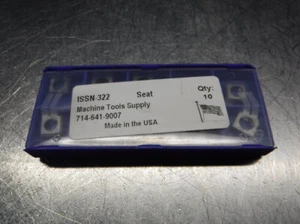 ISSN-322 Seat Qty:
10
Machine Tools Supply
714-641-9007
Made in the USA